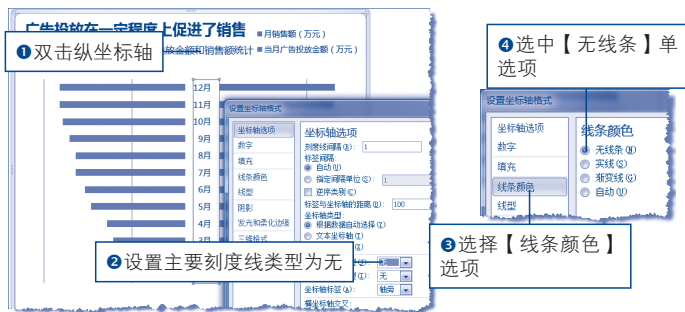 广告投放在一定程度上促进了销售
■月销售额（万元）
放金额和销售额统计 ■当月广告投放金额（万元）
❶双击纵坐标轴
12月
11月
10月
9月
8月
7月
6月
5月
4月
3月
设置坐标轴格式
坐标轴选项
数字
填充
线条颜色
线型
阴影
发光和柔化边缘
三维格式
坐标轴选项
刻度线间隔(B): 1
标签间隔:
自动(U)
指定间隔单位(S): 1
逆序类别(C)
标签与坐标轴的距离(D): 100
坐标轴类型:
根据数据自动选择(Y)
文本坐标轴(T)
❷设置主要刻度线类型为无
无
坐标轴标签(A): 轴旁
横坐标轴交叉:
❹选中【无线条】单
选项
设置坐标轴格式
坐标轴选项
数字
填充
线条颜色
线型
线条颜色
无线条(N)
实线(S)
渐变线(G)
自动(U)
❸选择【线条颜色】
选项